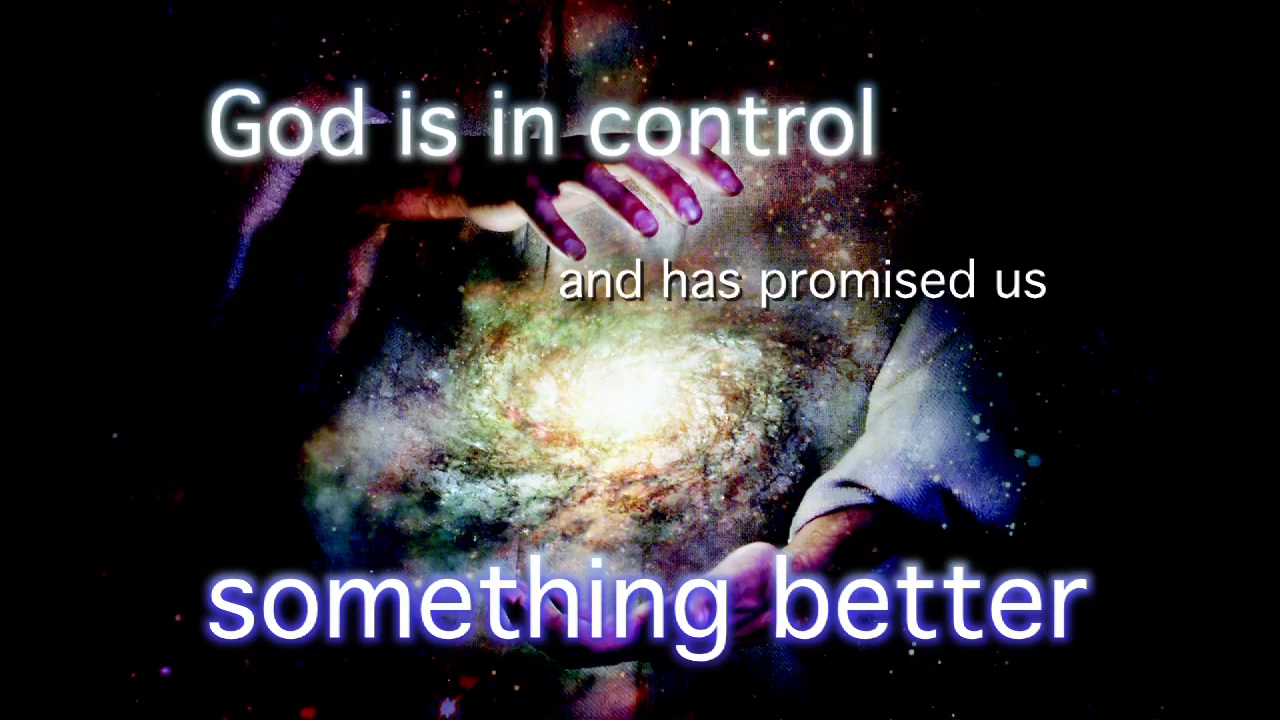 God is in control
and has promised us
something better